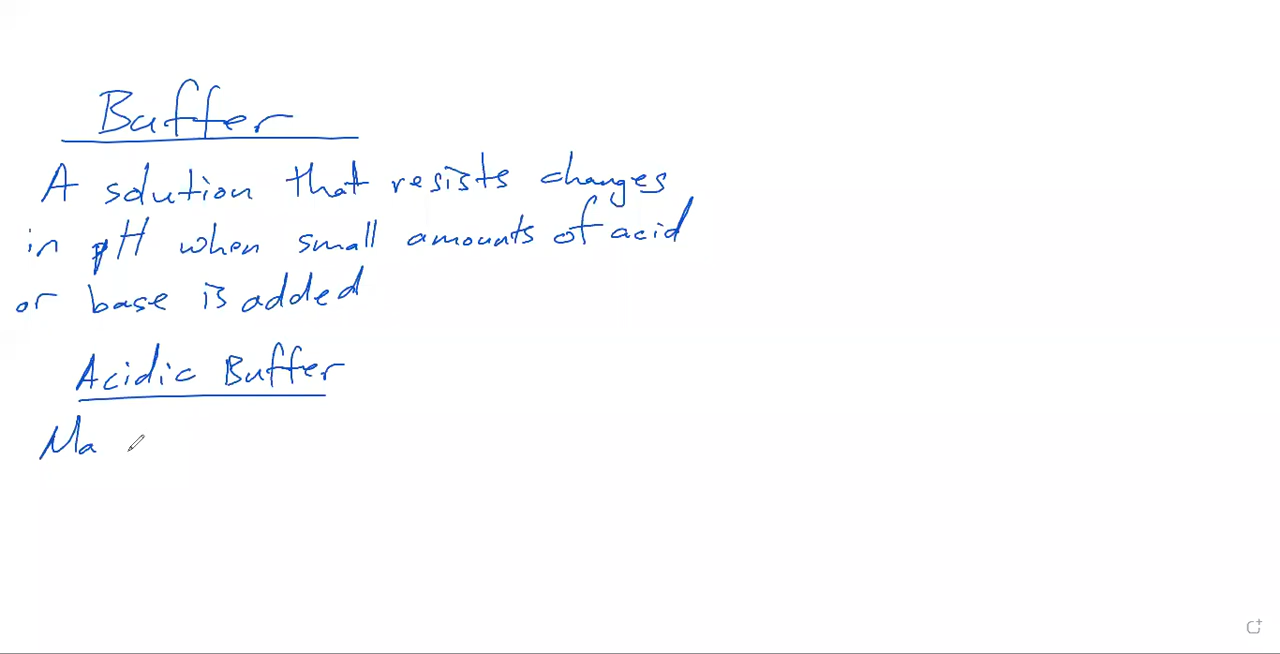 Buffer
A solution that resists changes
in pH when small amounts of acid
or base is added
Acidic Buffer
Ma